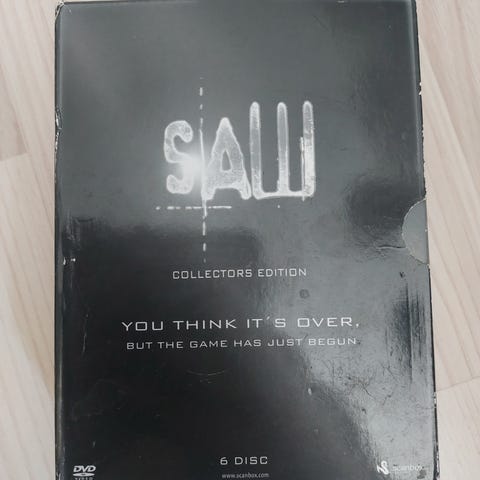 SAW
COLLECTORS EDITION
YOU THINK IT´S OVER,
BUT THE GAME HAS JUST BEGUN
6 DISC
DVD
VIDEO
www.scanbox.com
scanbox